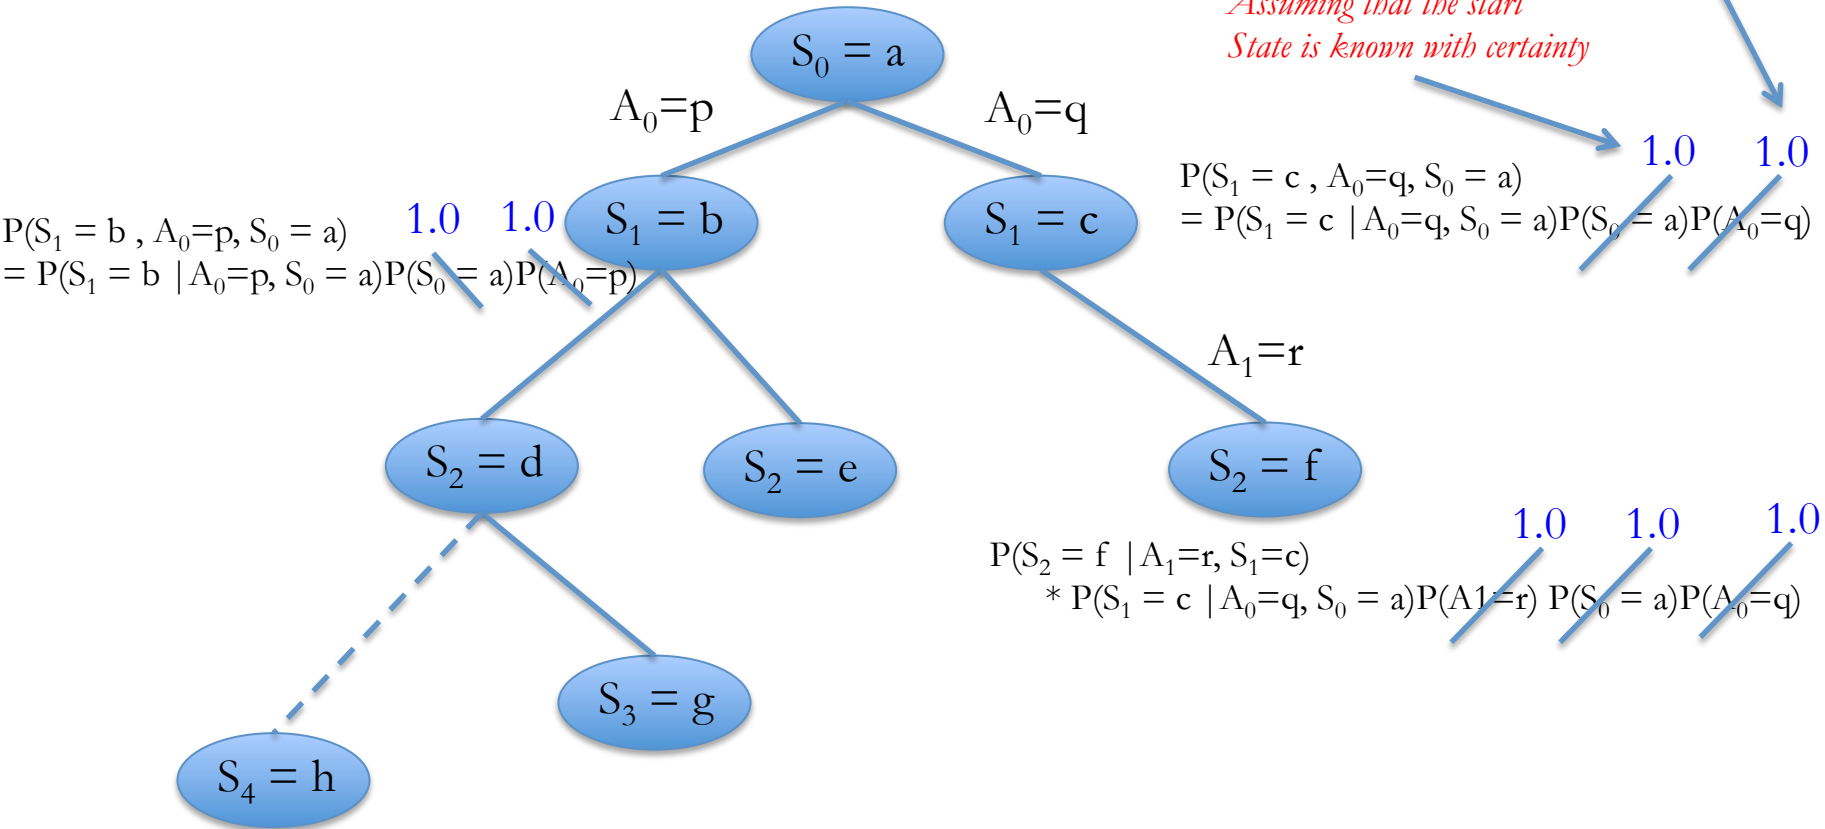 Assuming that the start
State is known with certainty
S₀ = a
A₀=p
A₀=q
1.0 1.0
P(S₁ = c , A₀=q, S₀ = a)
= P(S₁ = c |A₀=q, S₀ = a)P(S₀ = a)P(A₀=q)
1.0 1.0
P(S₁ = b , A₀=p, S₀ = a)
= P(S₁ = b |A₀=p, S₀ = a)P(S₀ = a)P(A₀=p)
S₁ = b
S₁ = c
A₁=r
S₂ = d
S₂ = e
S₂ = f
1.0 1.0 1.0
P(S₂ = f |A₁=r, S₁=c)
* P(S₁ = c |A₀=q, S₀ = a)P(A1=r) P(S₀ = a)P(A₀=q)
S₃ = g
S₄ = h